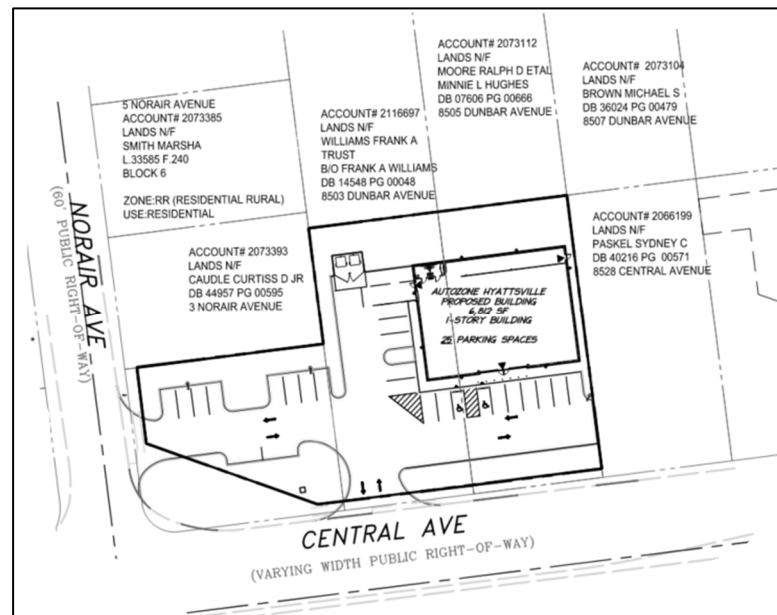 ACCOUNT# 2073112
LANDS N/F
MOORE RALPH D ETAL
MINNIE L HUGHES
DB 07606 PG 00666
8505 DUNBAR AVENUE
ACCOUNT# 2073104
LANDS N/F
BROWN MICHAEL S
DB 36024 PG 00479
8507 DUNBAR AVENUE
5 NORAIR AVENUE
ACCOUNT# 2073385
LANDS N/F
SMITH MARSHA
L.33585 F.240
BLOCK 6
ZONE:RR (RESIDENTIAL RURAL)
USE:RESIDENTIAL
ACCOUNT# 2116697
LANDS N/F
WILLIAMS FRANK A
TRUST
B/O FRANK A WILLIAMS
DB 14548 PG 00048
8503 DUNBAR AVENUE
NORAIR AVE
(60' PUBLIC RIGHT-OF-WAY)
ACCOUNT# 2073393
LANDS N/F
CAUDLE CURTISS D JR
DB 44957 PG 00595
3 NORAIR AVENUE
ACCOUNT# 2066199
LANDS N/F
PASKEL SYDNEY C
DB 40216 PG 00571
8528 CENTRAL AVENUE
AUTOZONE HYATTSVILLE
PROPOSED BUILDING
6,812 SF
1-STORY BUILDING
25 PARKING SPACES
CENTRAL AVE
(VARYING WIDTH PUBLIC RIGHT-OF-WAY)